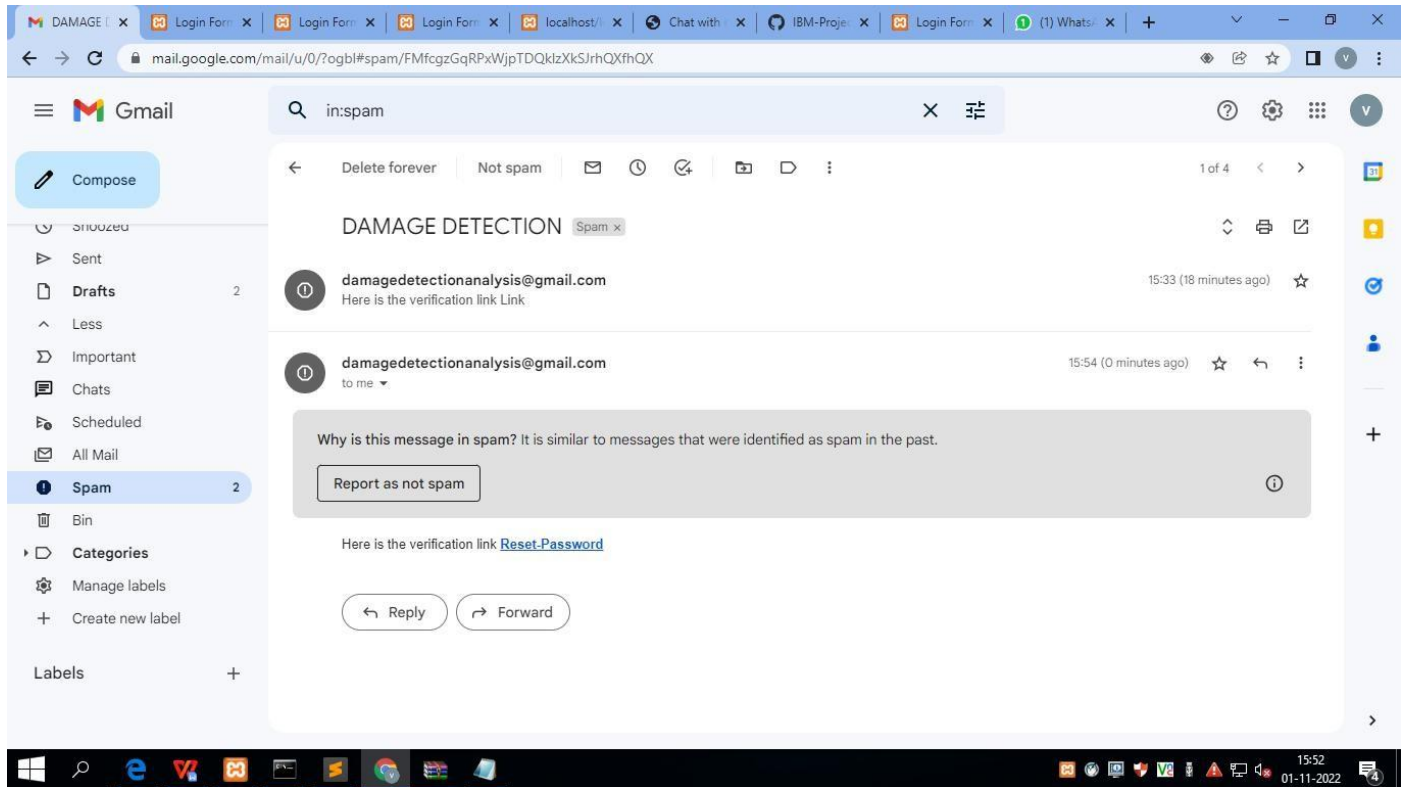 DAMAGE D
Login Form
Login Form
Login Form
localhost/l
Chat with
IBM-Projec
Login Form
(1) WhatsA
mail.google.com/mail/u/0/?ogbl#spam/FMfcgzGqRPxWjpTDQklzXkSJrhQXfhQX
V
Gmail
in:spam
V
Compose
Delete forever
Not spam
1 of 4
31
Snoozed
DAMAGE DETECTION Spam x
Sent
damagedetectionanalysis@gmail.com
15:33 (18 minutes ago)
Drafts 2
Here is the verification link Link
Less
Important
damagedetectionanalysis@gmail.com
15:54 (0 minutes ago)
to me
Chats
Scheduled
Why is this message in spam? It is similar to messages that were identified as spam in the past.
All Mail
Spam 2
Report as not spam
Bin
Here is the verification link Reset-Password
Categories
Manage labels
Reply
Forward
Create new label
Labels
15:52
01-11-2022
4